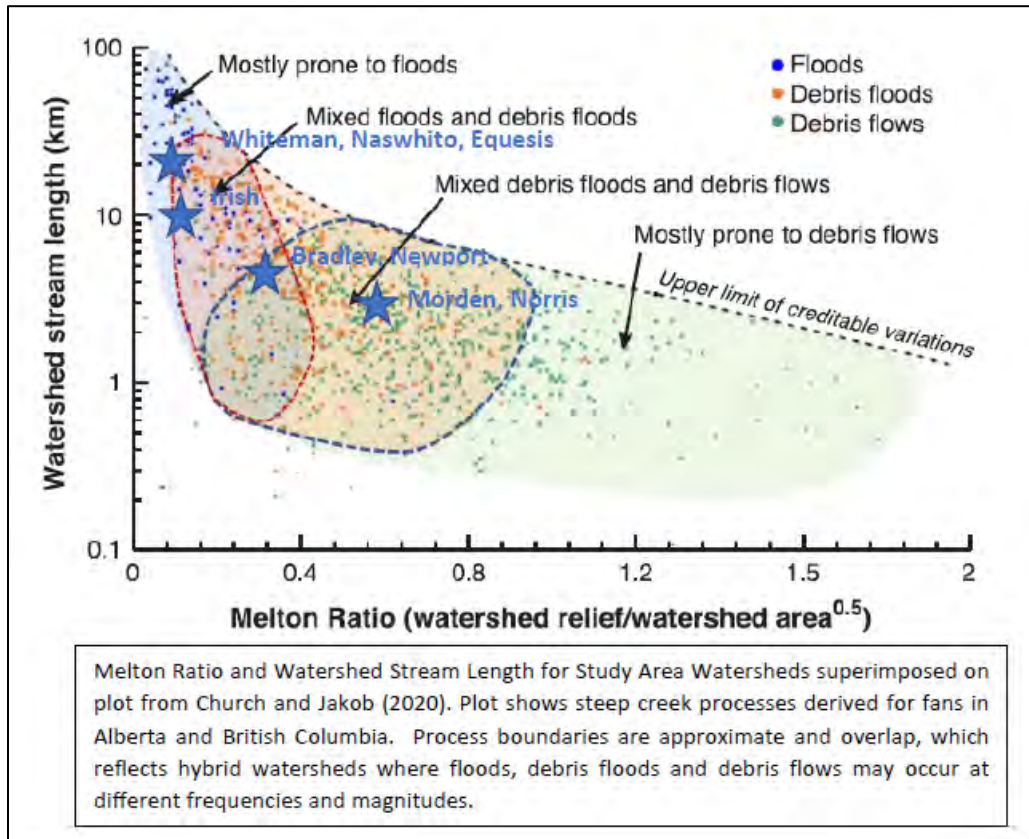 100
Mostly prone to floods
Floods
Debris floods
Debris flows
Mixed floods and debris floods
Whiteman, Naswhito, Equesis
Mixed debris floods and debris flows
Irish
10
Mostly prone to debris flows
Bradley, Newport
Morden, Norris
Upper limit of creditable variations
1
0.1
Watershed stream length (km)
0 0.4 0.8 1.2 1.5 2
Melton Ratio (watershed relief/watershed area0.5)
Melton Ratio and Watershed Stream Length for Study Area Watersheds superimposed on
plot from Church and Jakob (2020). Plot shows steep creek processes derived for fans in
Alberta and British Columbia. Process boundaries are approximate and overlap, which
reflects hybrid watersheds where floods, debris floods and debris flows may occur at
different frequencies and magnitudes.